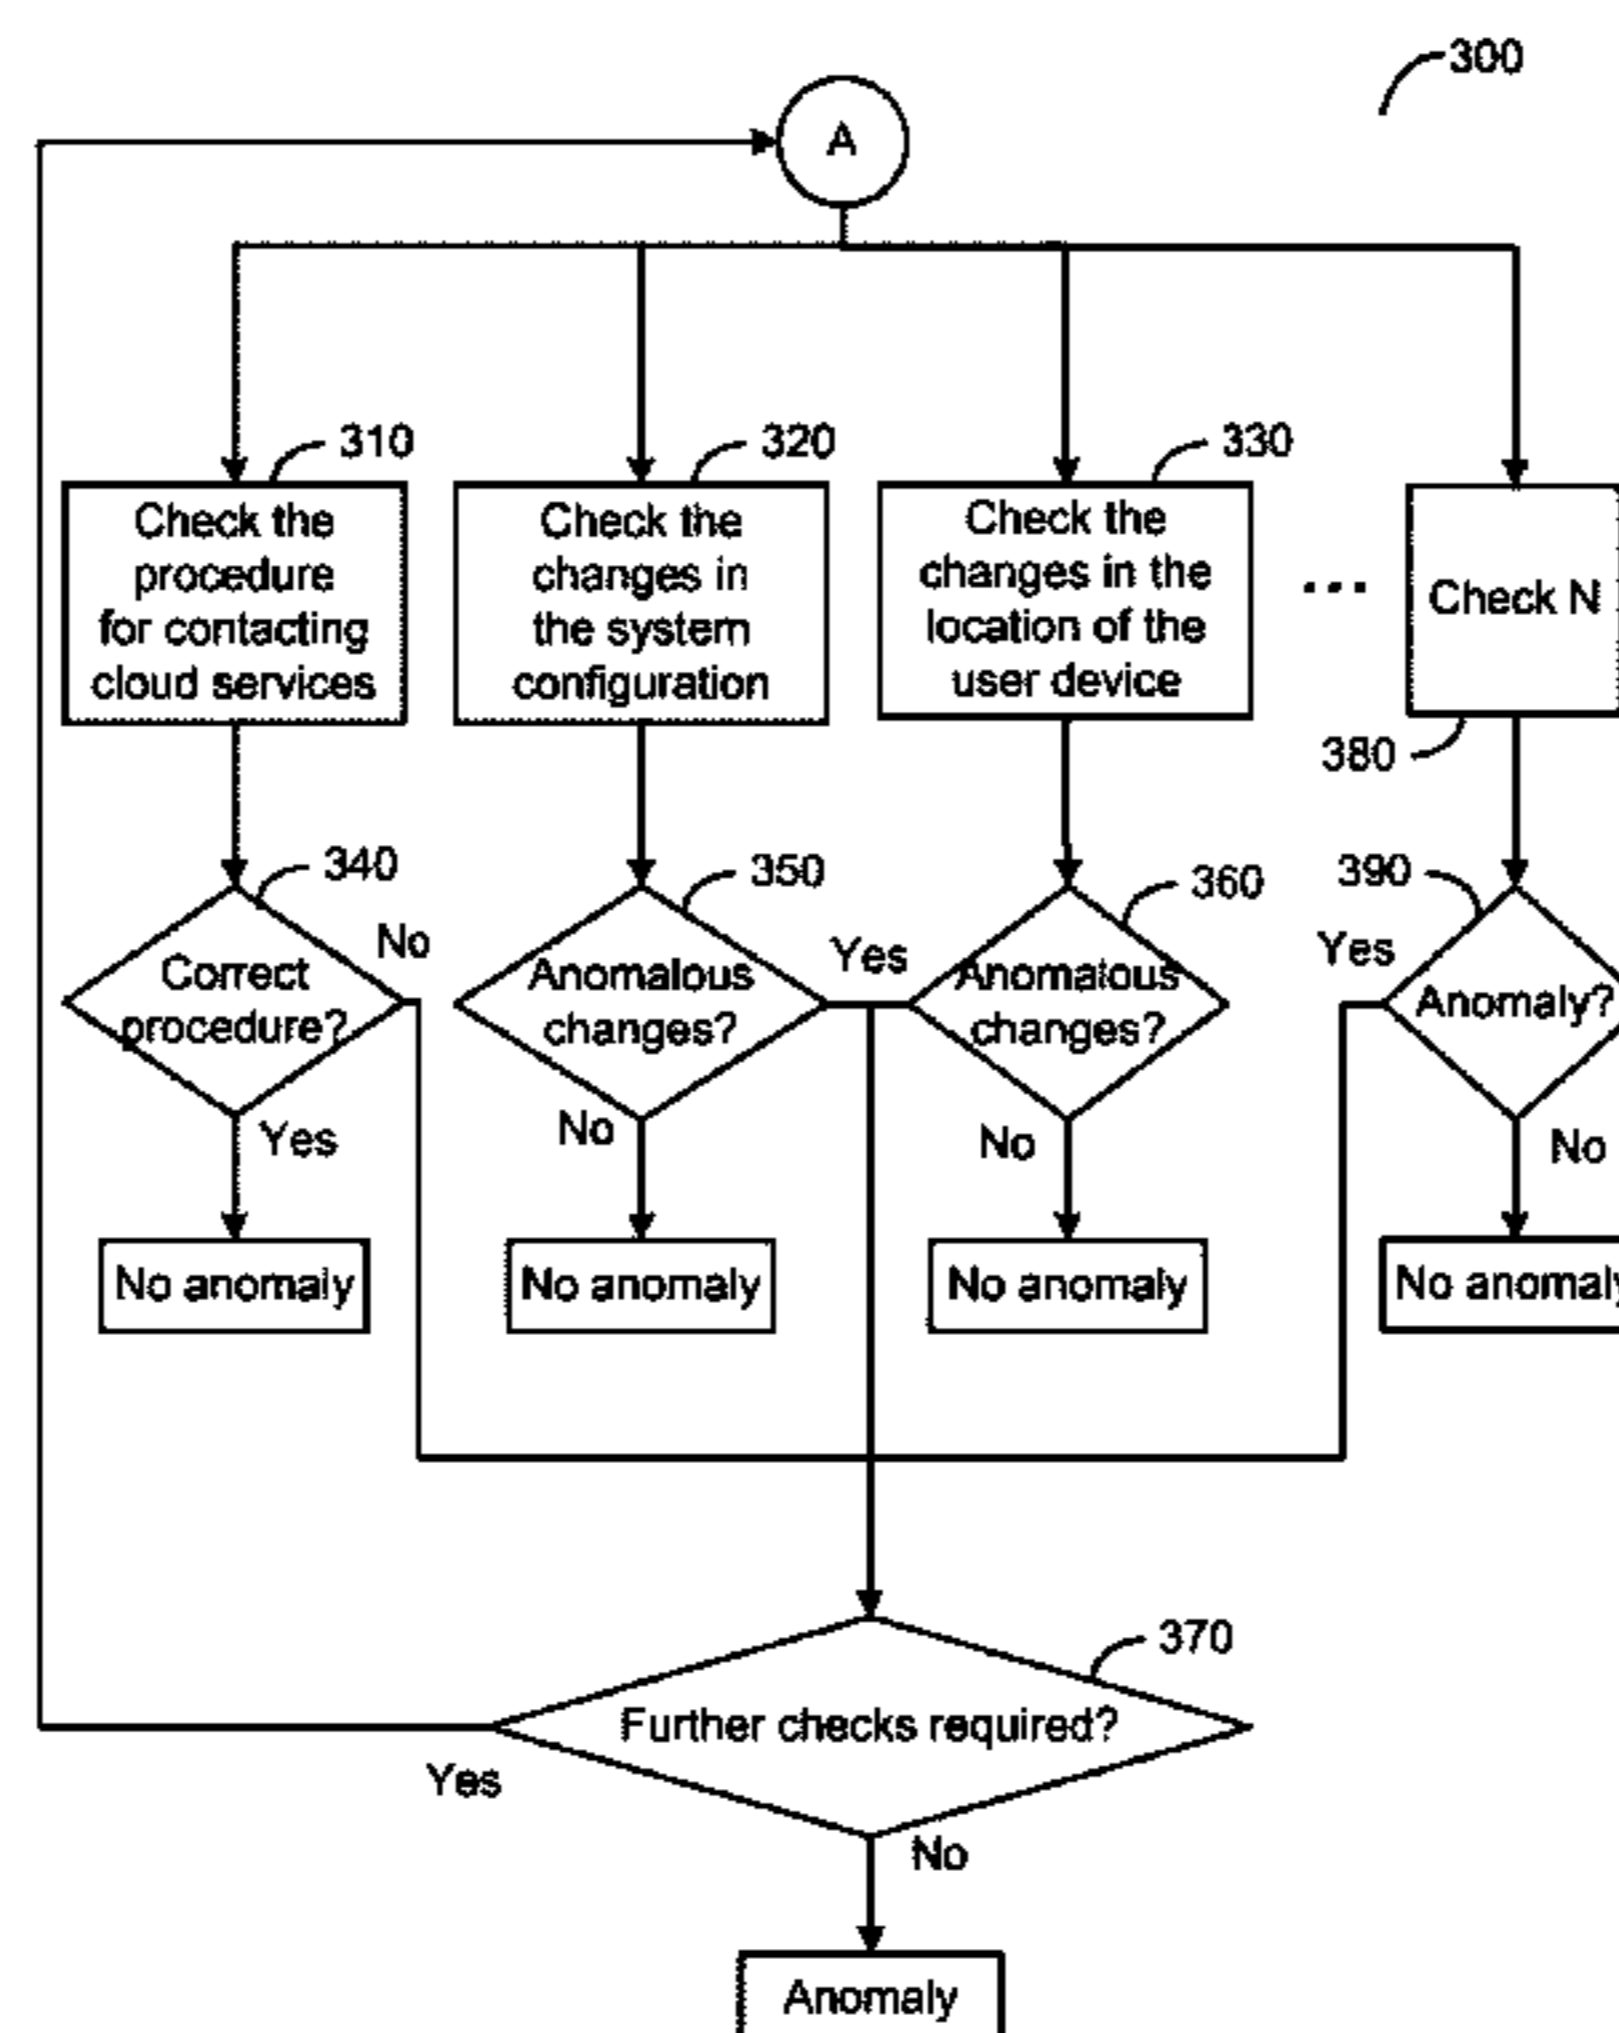 300
A
310
320
330
Check the
procedure
for contacting
cloud services
Check the
changes in
the system
configuration
Check the
changes in the
location of the
user device
...
Check N
380
340
350
360
390
No
Yes
Yes
Correct
procedure?
Anomalous
changes?
Anomalous
changes?
Anomaly?
Yes
No
No
No
No anomaly
No anomaly
No anomaly
No anomaly
370
Further checks required?
Yes
No
Anomaly